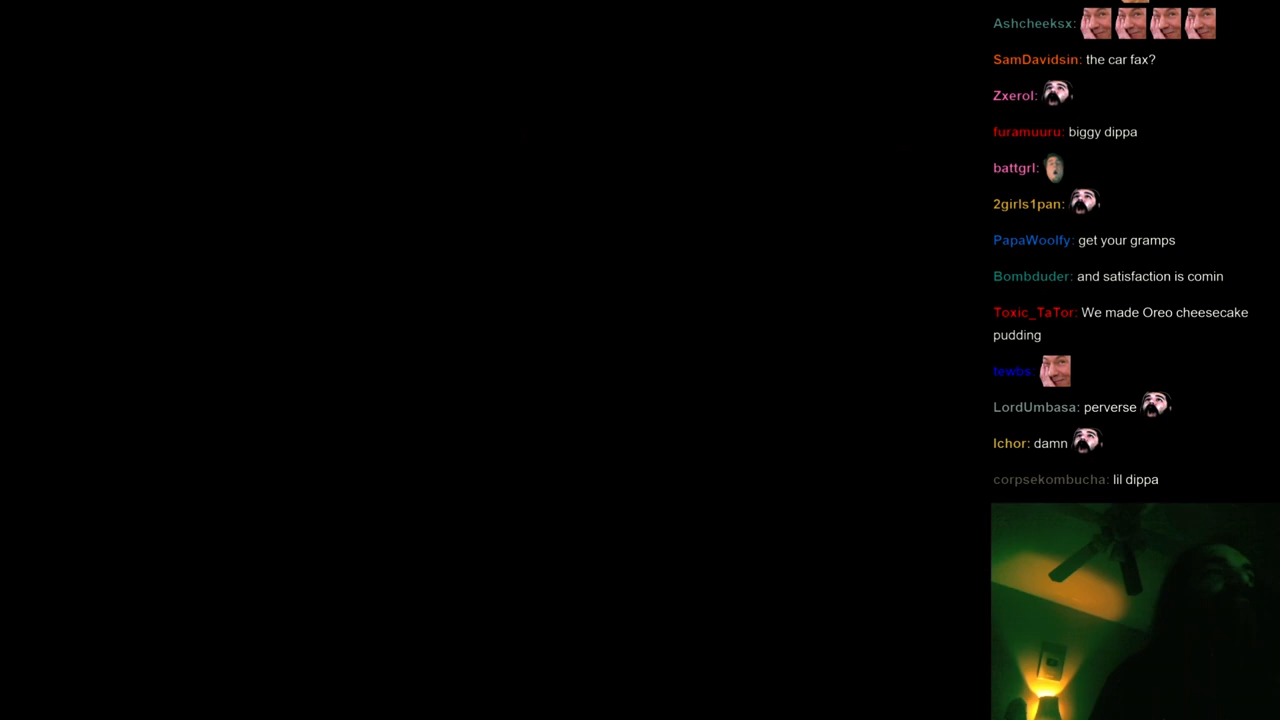 Ashcheeksx:
SamDavidsin: the car fax?
Zxerol:
furamuuru: biggy dippa
battgrl:
2girls1pan:
PapaWoolfy: get your gramps
Bombduder: and satisfaction is comin
Toxic_TaTor: We made Oreo cheesecake
pudding
tewbs:
LordUmbasa: perverse
Ichor: damn
corpsekombucha: lil dippa